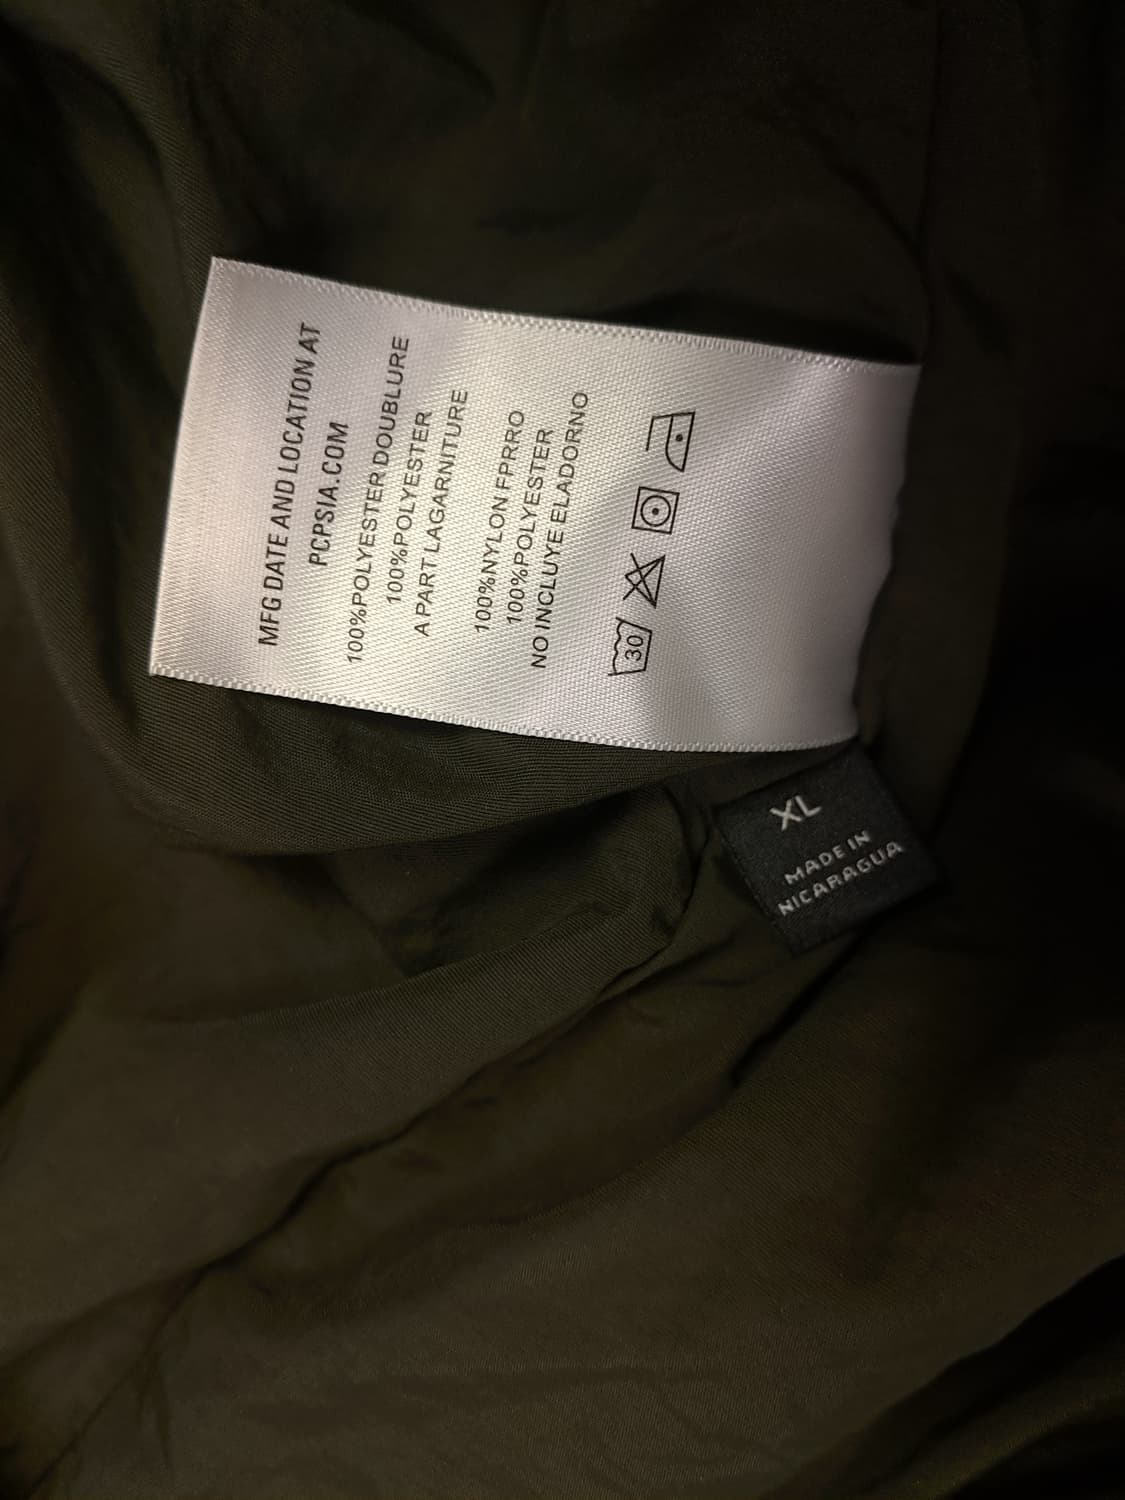 MFG DATE AND LOCATION AT
PCPSIA.COM
100%POLYESTER DOUBLURE
100%POLYESTER
A PART LAGARNITURE
100%NYLON FPRRO
100%POLYESTER
NO INCLUYE ELADORNO
30
XL
MADE IN
NICARAGUA